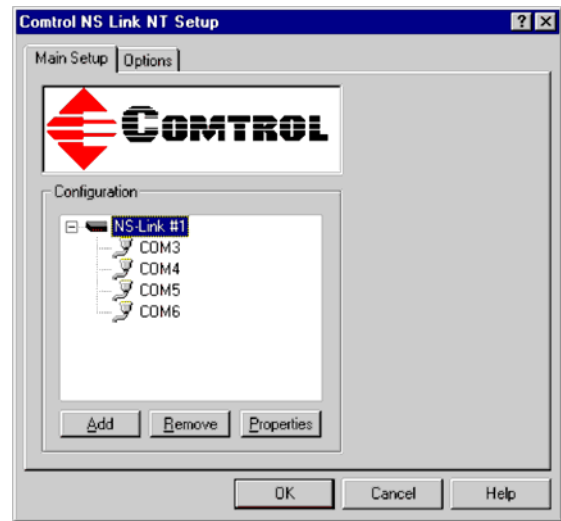 Comtrol NS Link NT Setup
Main Setup Options
COMTROL
Configuration
NS-Link #1
COM3
COM4
COM5
COM6
Add Remove Properties
OK Cancel Help